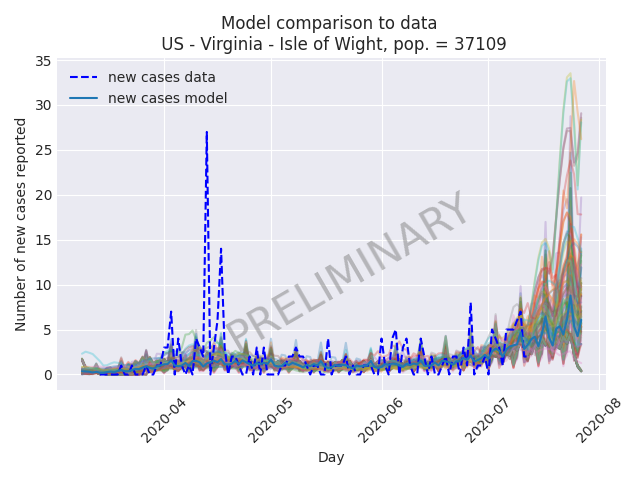 Model comparison to data
US - Virginia - Isle of Wight, pop. = 37109
new cases data
new cases model
PRELIMINARY
Number of new cases reported
35
30
25
20
15
10
5
0
2020-04
2020-05
2020-06
2020-07
2020-08
Day